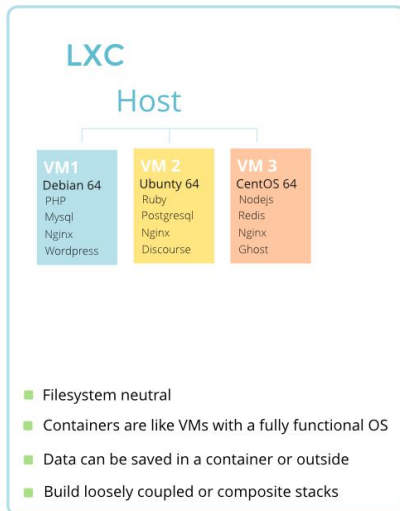 LXC
Host
VM1
Debian 64
PHP
Mysql
Nginx
Wordpress
VM 2
Ubunty 64
Ruby
Postgresql
Nginx
Discourse
VM 3
CentOS 64
Nodejs
Redis
Nginx
Ghost
Filesystem neutral
Containers are like VMs with a fully functional OS
Data can be saved in a container or outside
Build loosely coupled or composite stacks